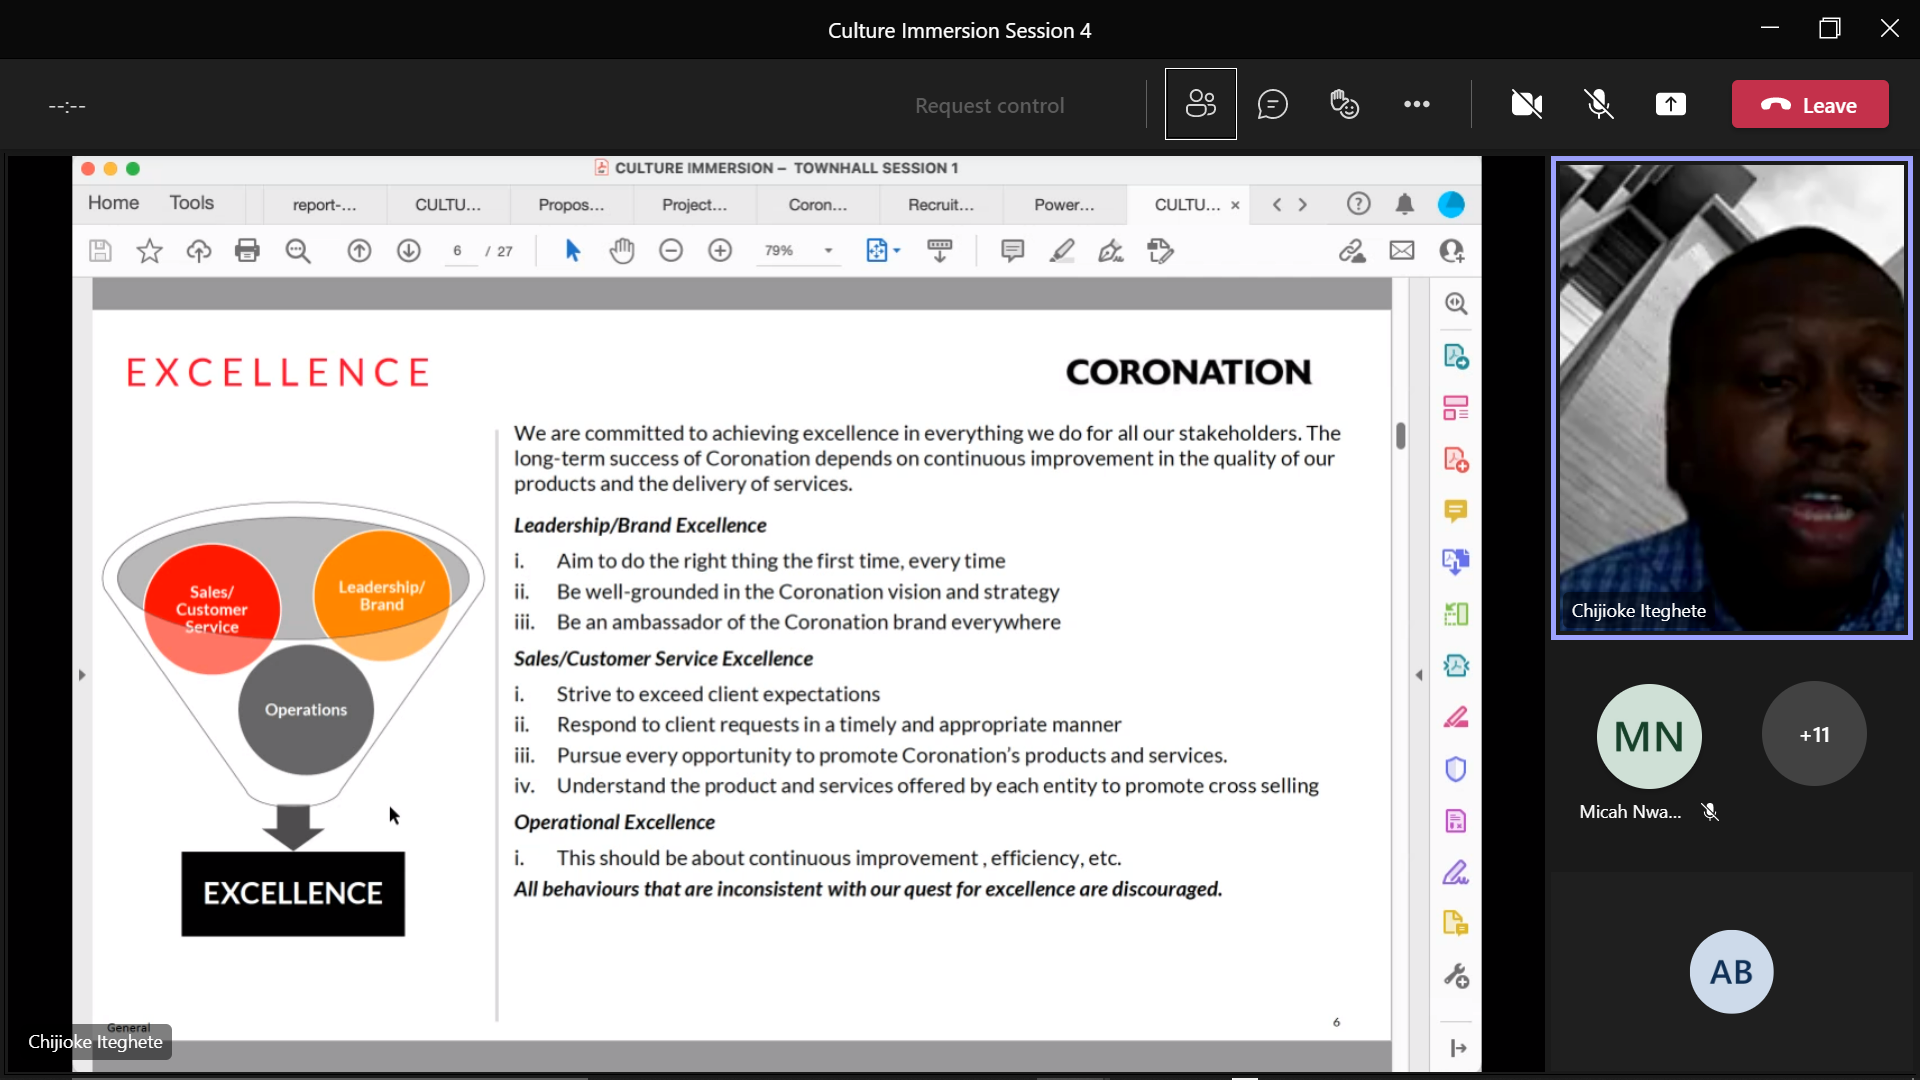 Culture Immersion Session 4
--:--
Request control
Leave
CULTURE IMMERSION – TOWNHALL SESSION 1
Home
Tools
report-...
CULTU...
Propos...
Project...
Coron...
Recruit...
Power...
CULTU... ×
6 / 27
79%
EXCELLENCE
CORONATION
Sales/
Customer
Service
Leadership/
Brand
Operations
EXCELLENCE
We are committed to achieving excellence in everything we do for all our stakeholders. The
long-term success of Coronation depends on continuous improvement in the quality of our
products and the delivery of services.
Leadership/Brand Excellence
i. Aim to do the right thing the first time, every time
ii. Be well-grounded in the Coronation vision and strategy
iii. Be an ambassador of the Coronation brand everywhere
Sales/Customer Service Excellence
i. Strive to exceed client expectations
ii. Respond to client requests in a timely and appropriate manner
iii. Pursue every opportunity to promote Coronation's products and services.
iv. Understand the product and services offered by each entity to promote cross selling
Operational Excellence
i. This should be about continuous improvement , efficiency, etc.
All behaviours that are inconsistent with our quest for excellence are discouraged.
General
6
Chijioke Iteghete
Chijioke Iteghete
MN
+11
Micah Nwa...
AB